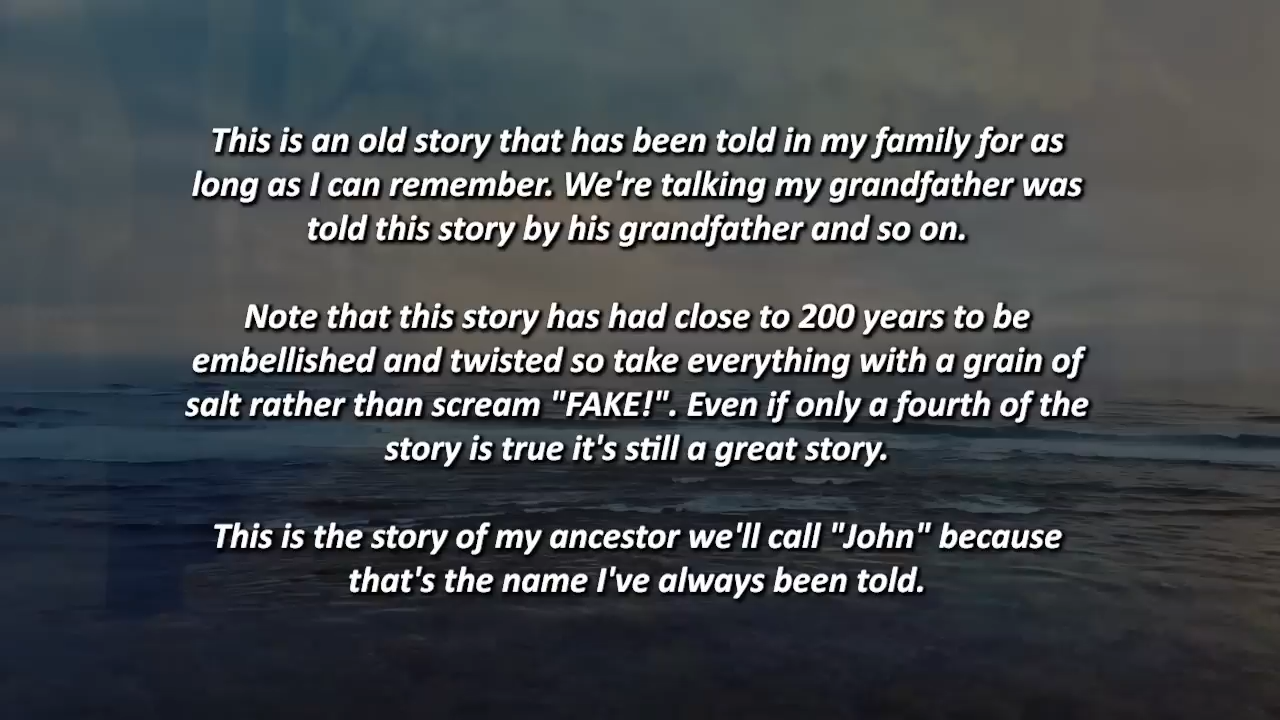 This is an old story that has been told in my family for as
long as I can remember. We're talking my grandfather was
told this story by his grandfather and so on.
Note that this story has had close to 200 years to be
embellished and twisted so take everything with a grain of
salt rather than scream "FAKE!". Even if only a fourth of the
story is true it's still a great story.
This is the story of my ancestor we'll call "John" because
that's the name I've always been told.